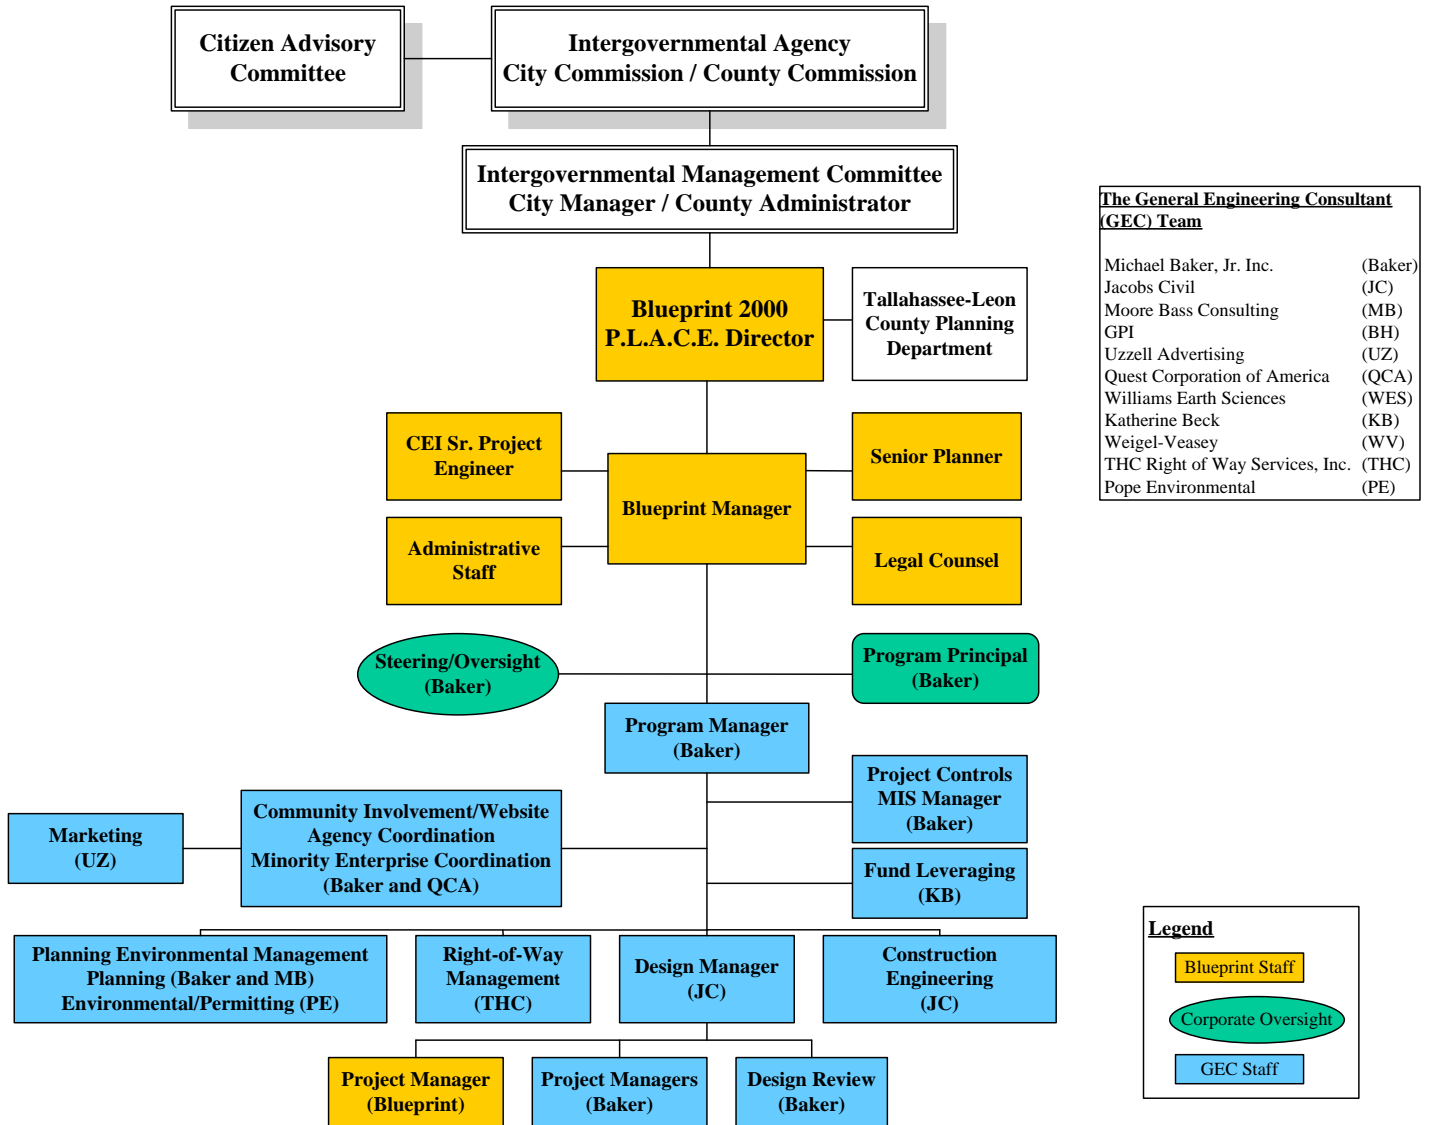 Citizen Advisory
Committee
Intergovernmental Agency
City Commission / County Commission
Intergovernmental Management Committee
City Manager / County Administrator
Blueprint 2000
P.L.A.C.E. Director
Tallahassee-Leon
County Planning
Department
The General Engineering Consultant
(GEC) Team
Michael Baker, Jr. Inc. (Baker)
Jacobs Civil (JC)
Moore Bass Consulting (MB)
GPI (BH)
Uzzell Advertising (UZ)
Quest Corporation of America (QCA)
Williams Earth Sciences (WES)
Katherine Beck (KB)
Weigel-Veasey (WV)
THC Right of Way Services, Inc. (THC)
Pope Environmental (PE)
CEI Sr. Project
Engineer
Senior Planner
Blueprint Manager
Administrative
Staff
Legal Counsel
Steering/Oversight
(Baker)
Program Principal
(Baker)
Program Manager
(Baker)
Project Controls
MIS Manager
(Baker)
Marketing
(UZ)
Community Involvement/Website
Agency Coordination
Minority Enterprise Coordination
(Baker and QCA)
Fund Leveraging
(KB)
Planning Environmental Management
Planning (Baker and MB)
Environmental/Permitting (PE)
Right-of-Way
Management
(THC)
Design Manager
(JC)
Construction
Engineering
(JC)
Project Manager
(Blueprint)
Project Managers
(Baker)
Design Review
(Baker)
Legend
Blueprint Staff
Corporate Oversight
GEC Staff